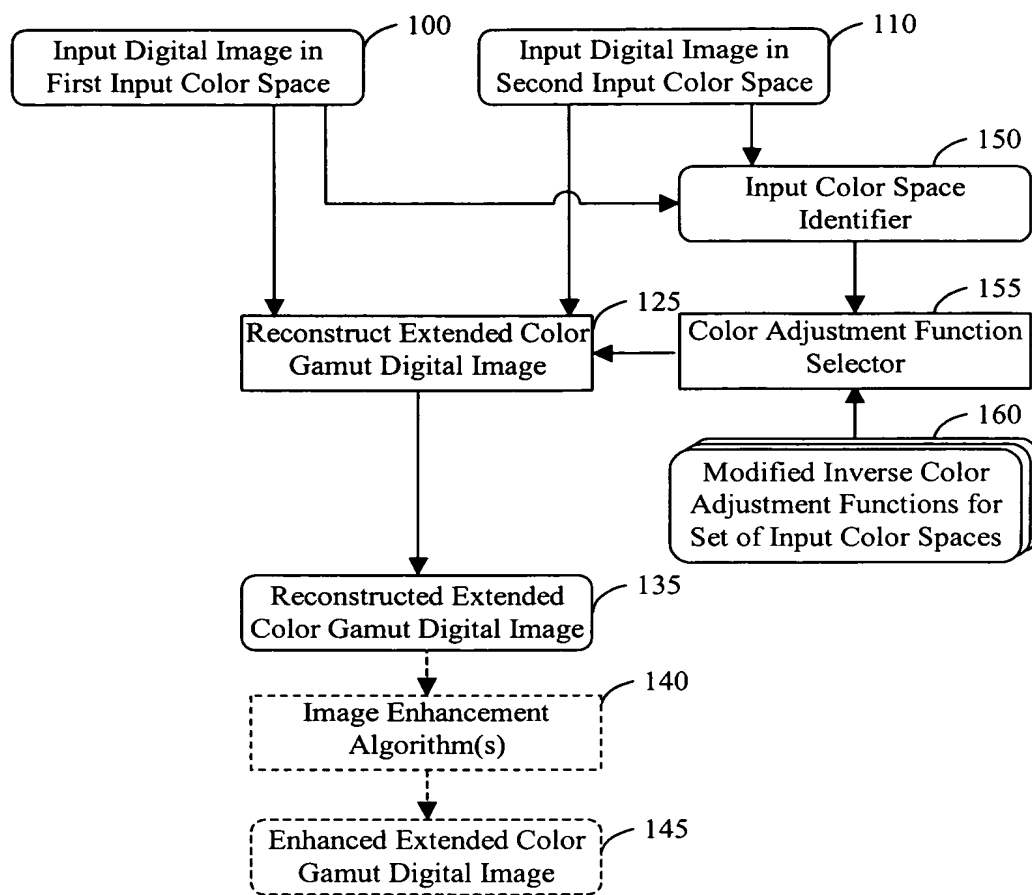 100
Input Digital Image in
First Input Color Space
110
Input Digital Image in
Second Input Color Space
150
Input Color Space
Identifier
125
Reconstruct Extended Color
Gamut Digital Image
155
Color Adjustment Function
Selector
160
Modified Inverse Color
Adjustment Functions for
Set of Input Color Spaces
135
Reconstructed Extended
Color Gamut Digital Image
140
Image Enhancement
Algorithm(s)
145
Enhanced Extended Color
Gamut Digital Image